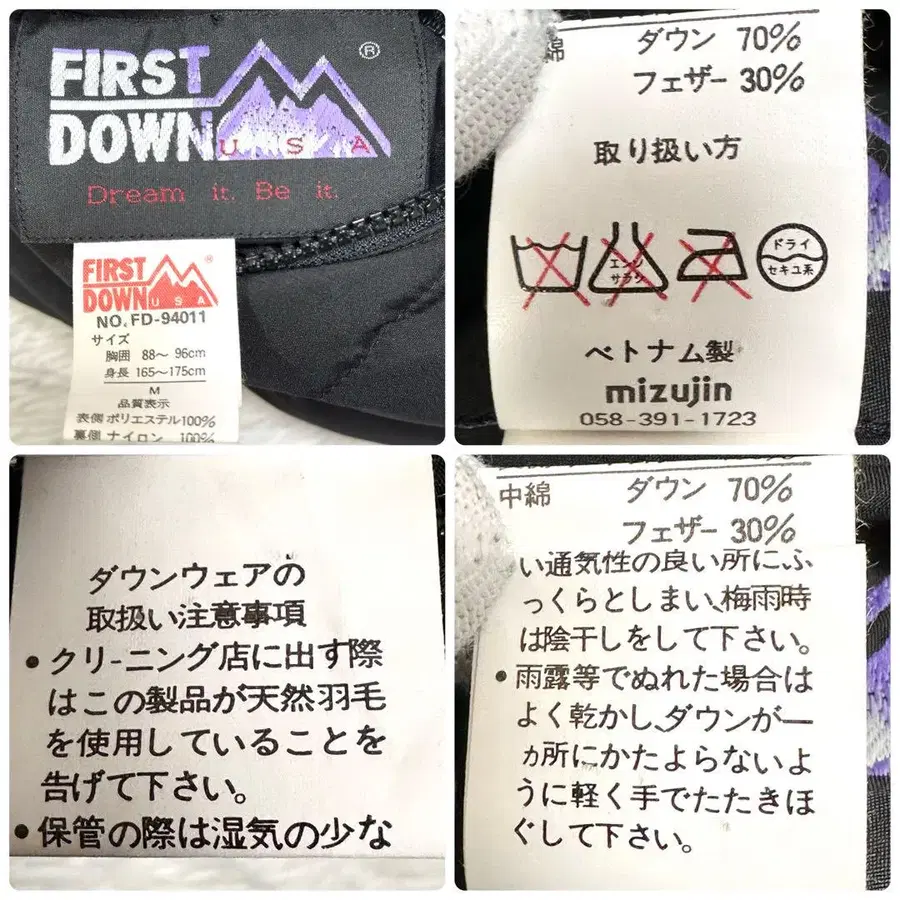 FIRST
DOWN
USA
®
Dream it. Be it.
FIRST
DOWN USA
®
NO. FD-94011
サイズ
胸囲 88～96cm
身長 165～175cm
M
品質表示
表側 ポリエステル100%
裏側 ナイロン 100%
綿 ダウン 70%
フェザー 30%
取り扱い方
エンソ
サラシ
ドライ
セキユ系
ベトナム製
mizujin
058-391-1723
ダウンウェアの
取扱い注意事項
• クリーニング店に出す際
はこの製品が天然羽毛
を使用していることを
告げて下さい。
• 保管の際は湿気の少な
中綿 ダウン 70%
フェザー 30%
い通気性の良い所にふ
っくらとしまい、梅雨時
は陰干しをして下さい。
• 雨露等でぬれた場合は
よく乾かし、ダウンが一
ヵ所にかたよらないよ
うに軽く手でたたきほ
ぐして下さい。